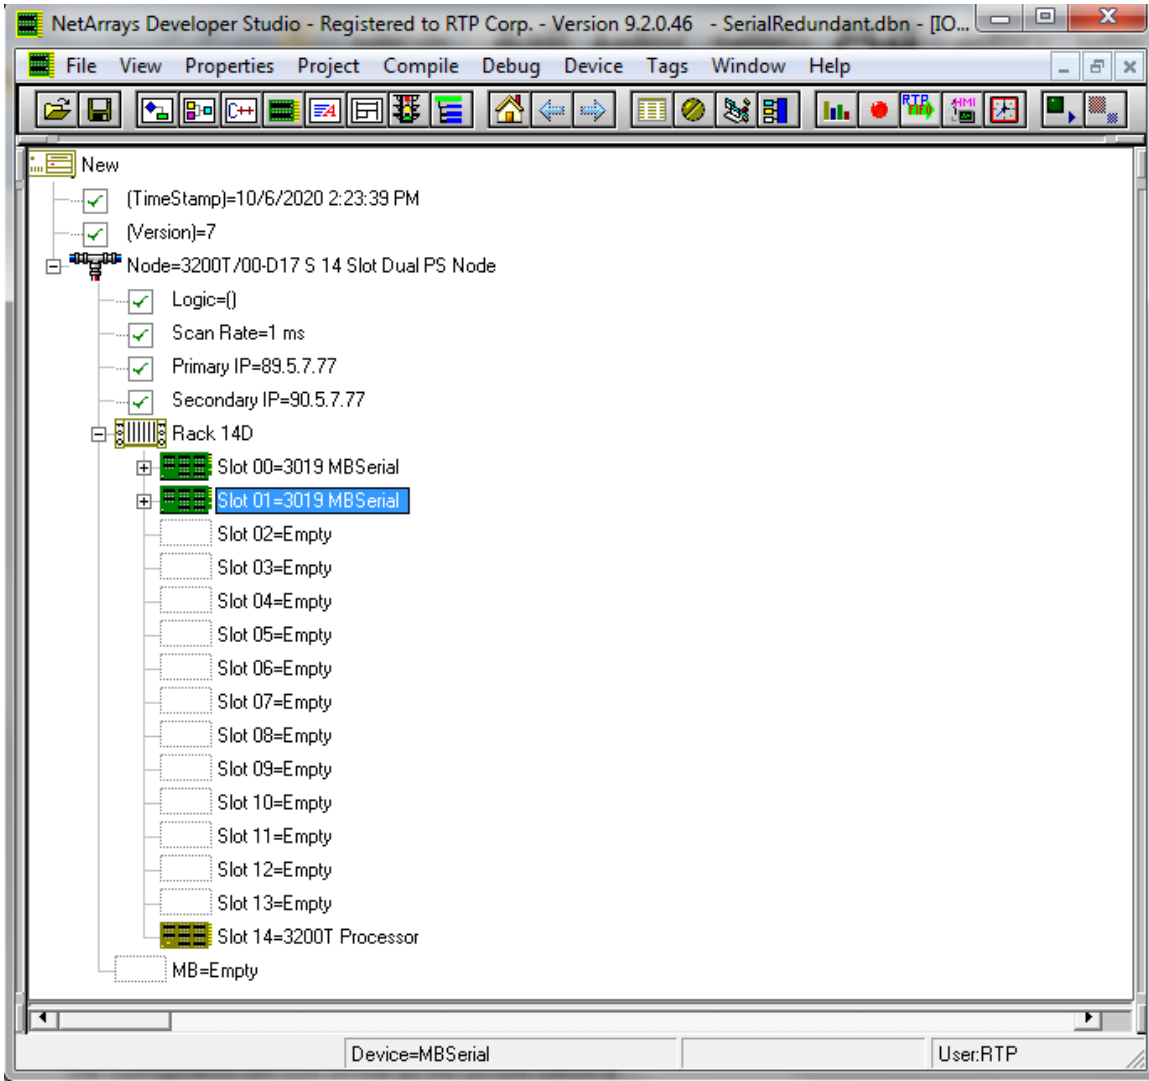 NetArrays Developer Studio - Registered to RTP Corp. - Version 9.2.0.46   - SerialRedundant.dbn - [IO...
File View Properties Project Compile Debug Device Tags Window Help
C++
A
RTP
HMI
New
(TimeStamp)=10/6/2020 2:23:39 PM
(Version)=7
Node=3200T/00-D17 S 14 Slot Dual PS Node
Logic=()
Scan Rate=1 ms
Primary IP=89.5.7.77
Secondary IP=90.5.7.77
Rack 14D
Slot 00=3019 MBSerial
Slot 01=3019 MBSerial
Slot 02=Empty
Slot 03=Empty
Slot 04=Empty
Slot 05=Empty
Slot 06=Empty
Slot 07=Empty
Slot 08=Empty
Slot 09=Empty
Slot 10=Empty
Slot 11=Empty
Slot 12=Empty
Slot 13=Empty
Slot 14=3200T Processor
MB=Empty
Device=MBSerial
User:RTP